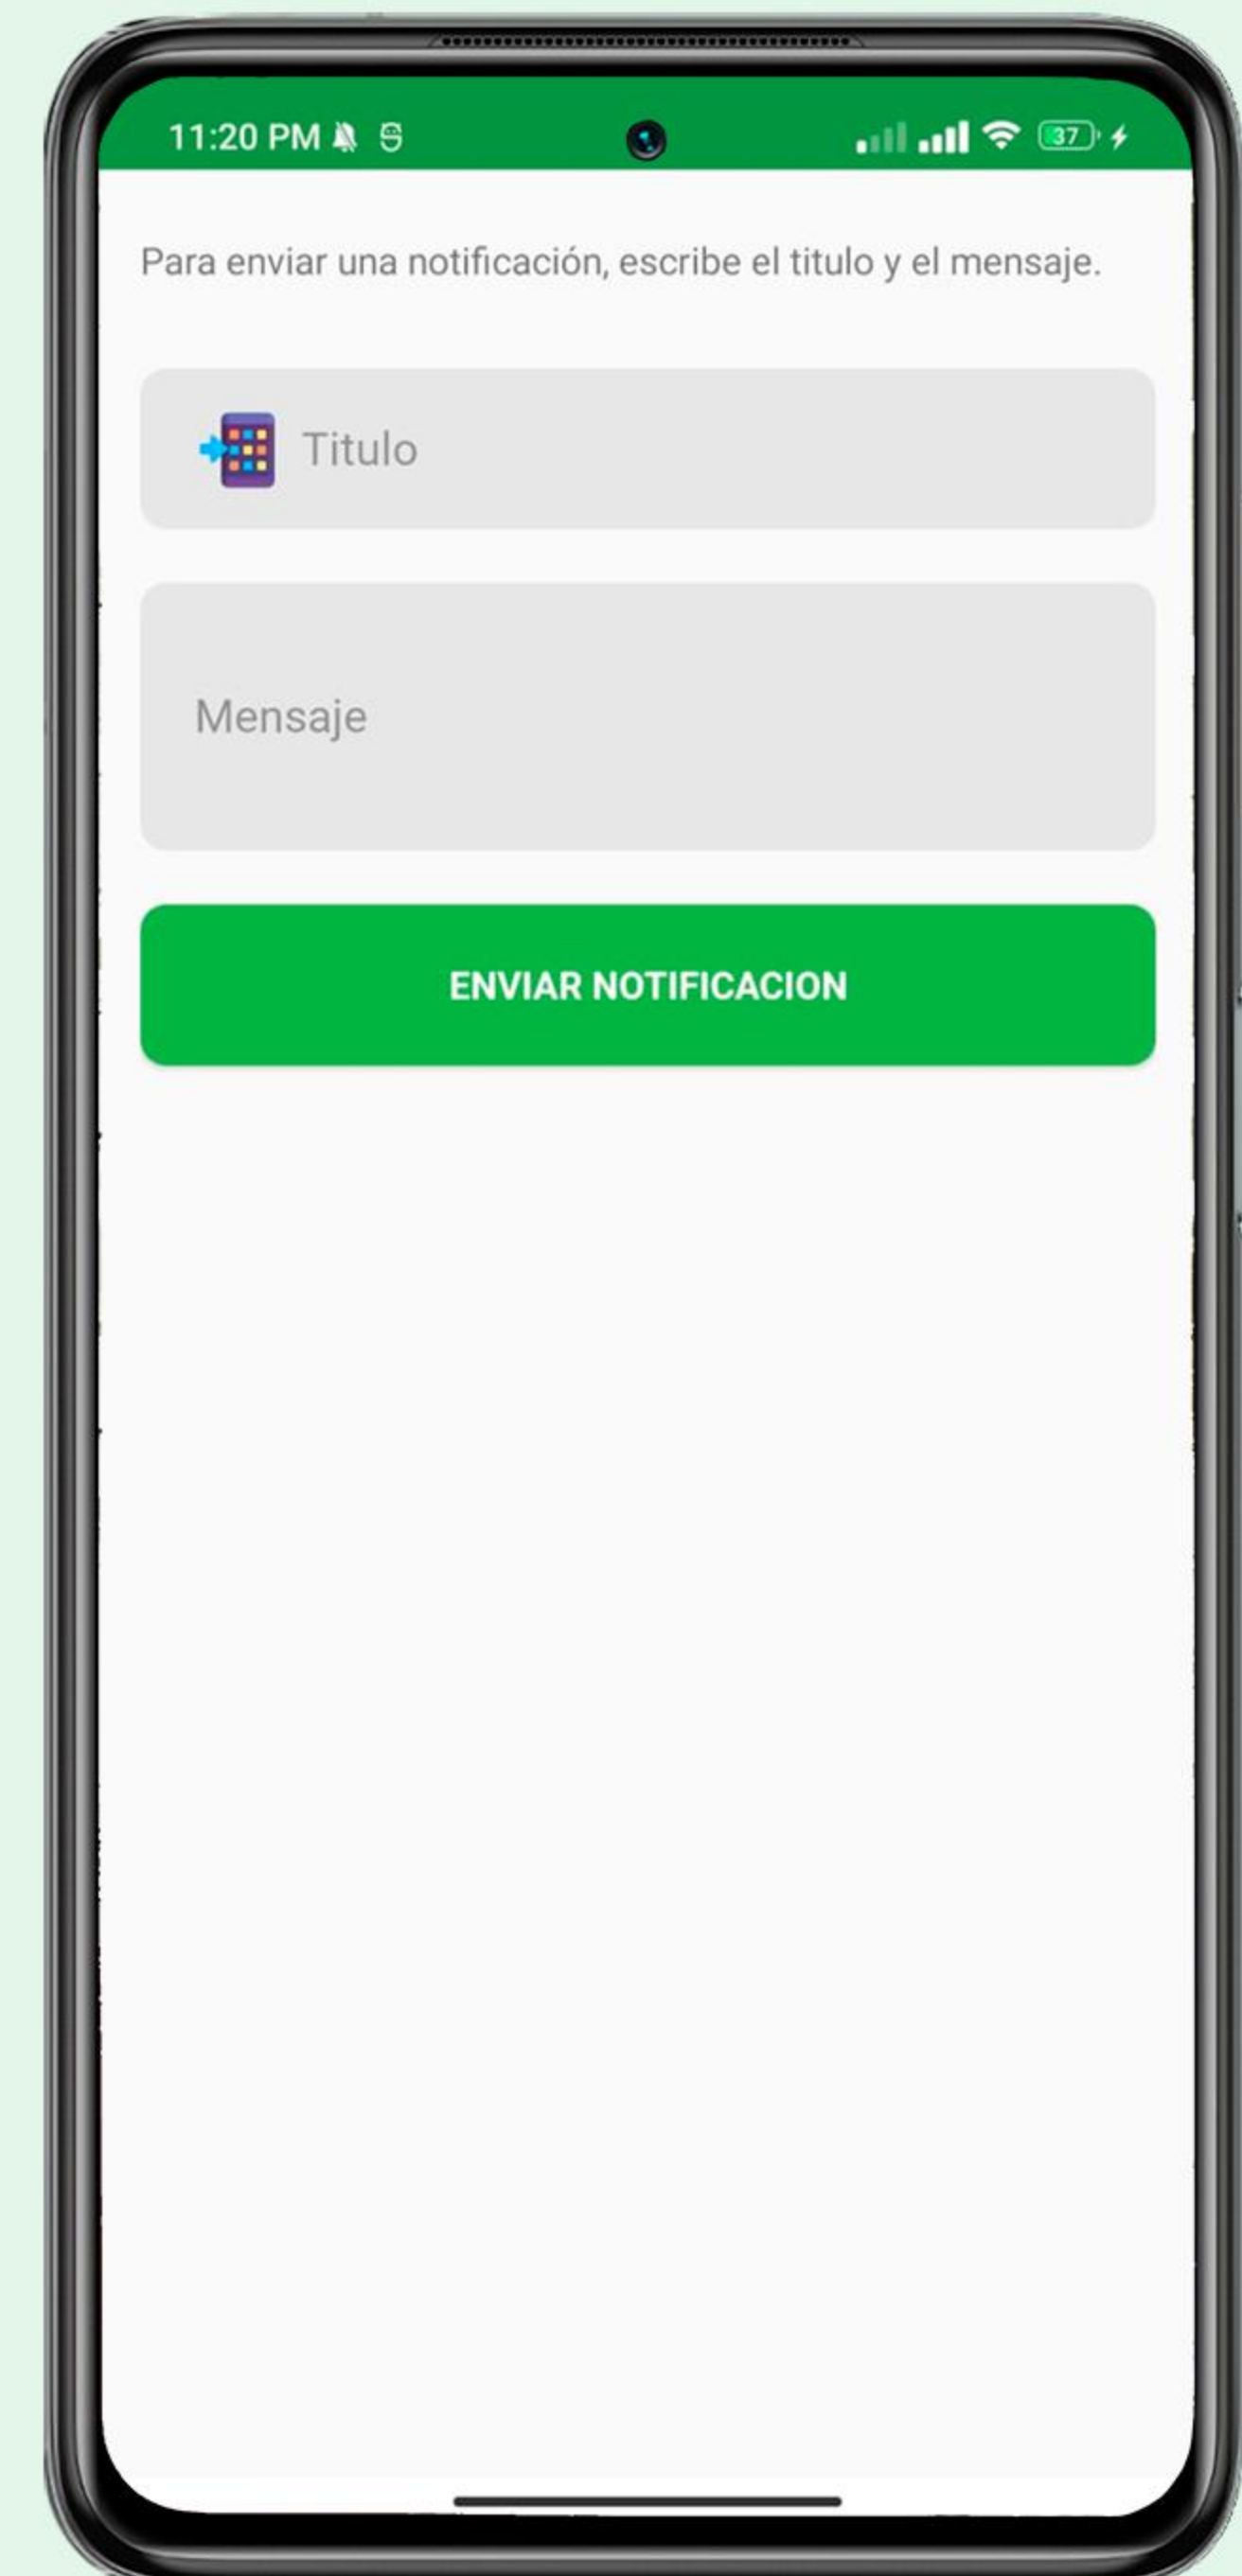 11:20 PM 37
Para enviar una notificación, escribe el titulo y el mensaje.
Titulo
Mensaje
ENVIAR NOTIFICACION